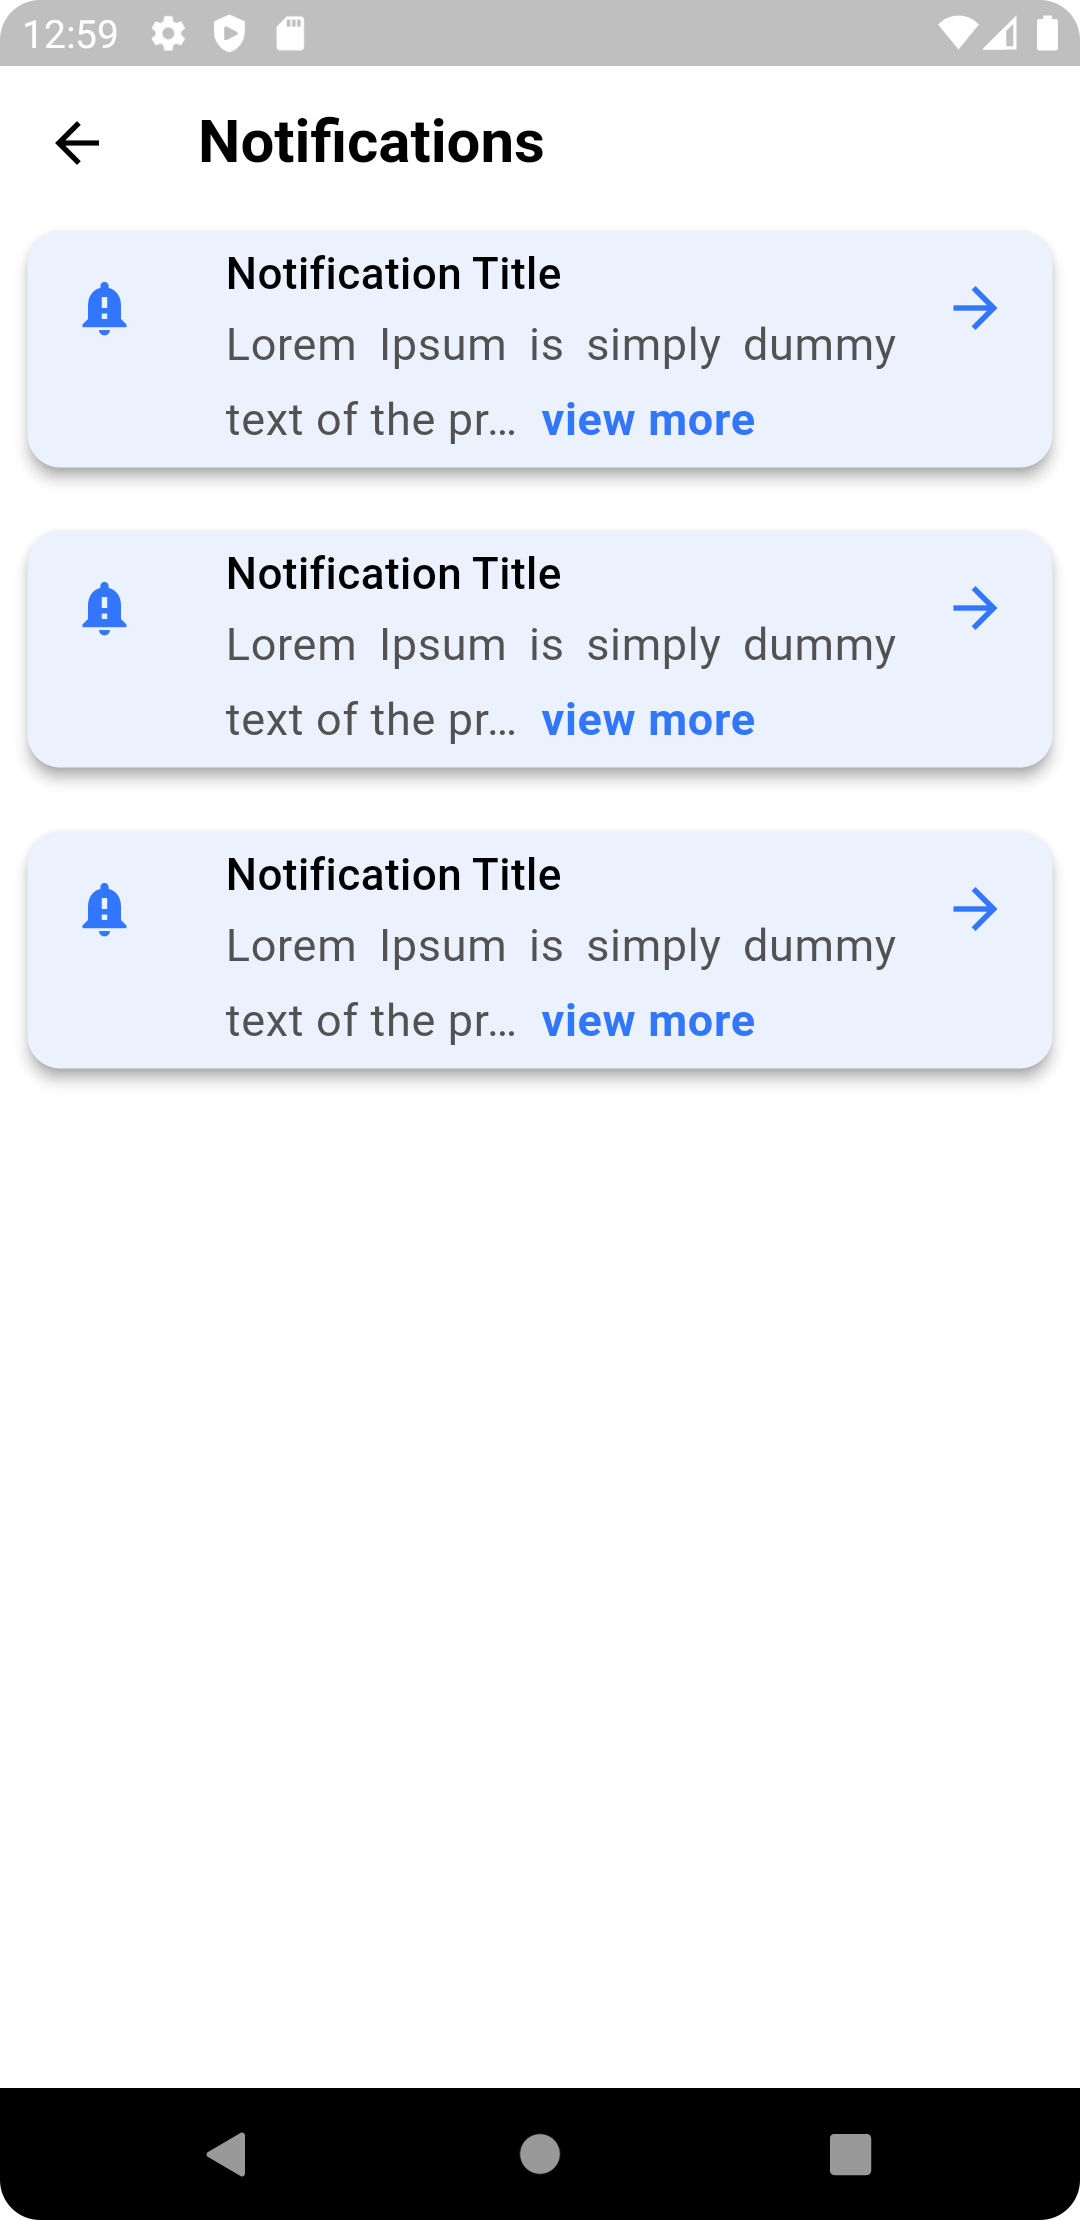 12:59
Notifications
Notification Title
Lorem Ipsum is simply dummy
text of the pr... view more
Notification Title
Lorem Ipsum is simply dummy
text of the pr... view more
Notification Title
Lorem Ipsum is simply dummy
text of the pr... view more